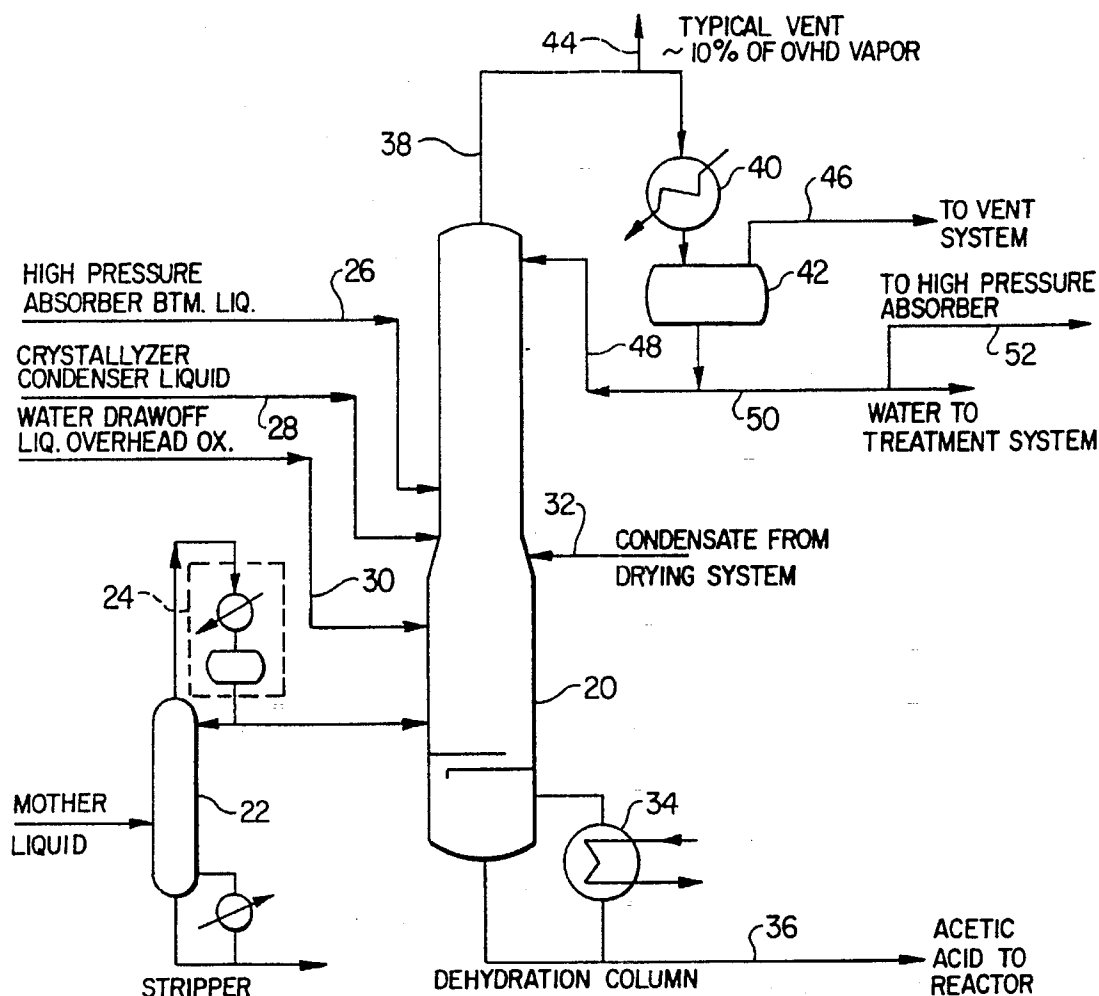 44
TYPICAL VENT
~ 10% OF OVHD VAPOR
38
40
46
TO VENT
SYSTEM
HIGH PRESSURE
ABSORBER BTM. LIQ.
26
42
TO HIGH PRESSURE
ABSORBER
52
48
CRYSTALLYZER
CONDENSER LIQUID
28
50
WATER TO
TREATMENT SYSTEM
WATER DRAWOFF
LIQ. OVERHEAD OX.
32
CONDENSATE FROM
DRYING SYSTEM
24
30
20
MOTHER
LIQUID
22
34
36
ACETIC
ACID TO
REACTOR
STRIPPER
DEHYDRATION COLUMN